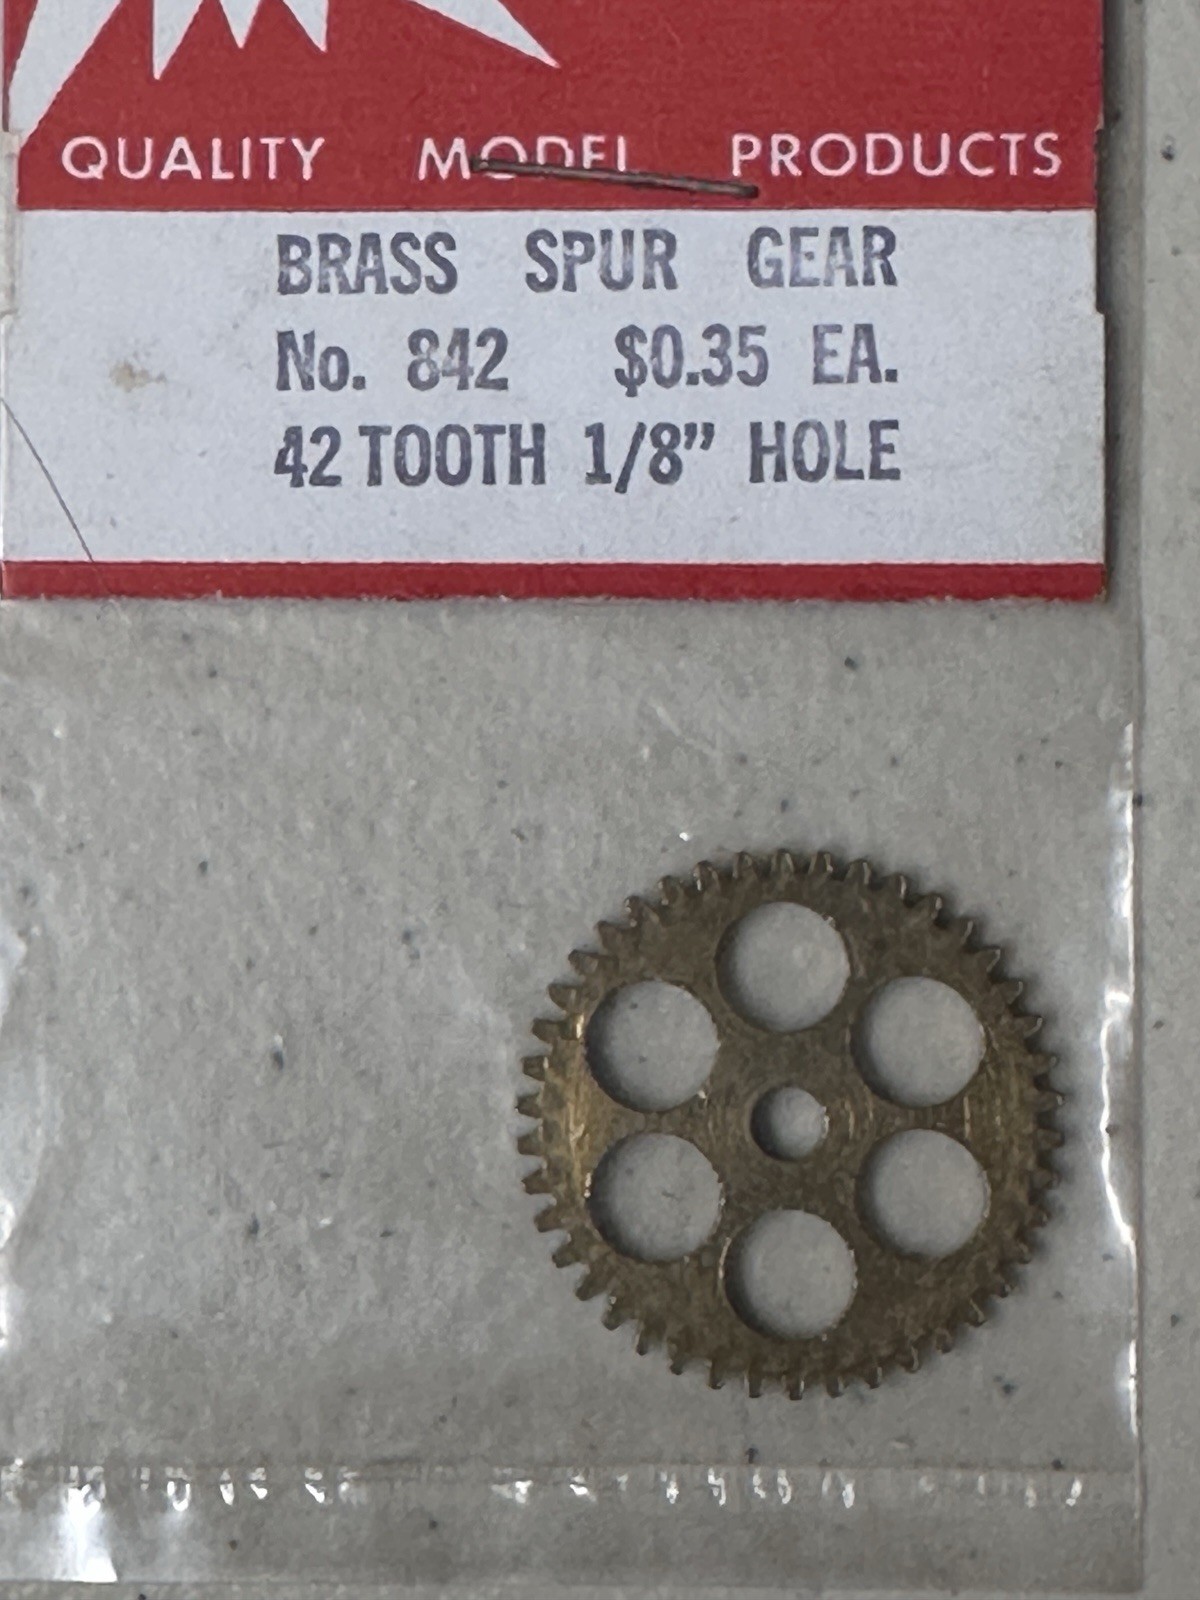 QUALITY MODEL PRODUCTS
BRASS SPUR GEAR
No. 842 $0.35 EA.
42 TOOTH 1/8” HOLE